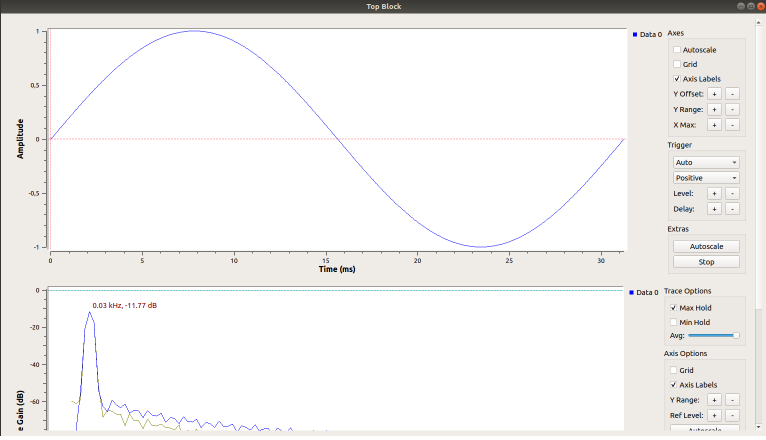 Top Block
1
0,5
0
-0,5
-1
Amplitude
0
5
10
15
20
25
30
Time (ms)
Data 0
Axes
Autoscale
Grid
Axis Labels
Y Offset: + -
Y Range: + -
X Max: + -
Trigger
Auto
Positive
Level: + -
Delay: + -
Extras
Autoscale
Stop
0
-20
-40
-60
e Gain (dB)
0.03 kHz, -11.77 dB
Data 0
Trace Options
Max Hold
Min Hold
Avg:
Axis Options
Grid
Axis Labels
Y Range: + -
Ref Level: + -
Autoscale